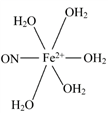 H₂O OH₂
ON Fe²⁺ OH₂
H₂O OH₂